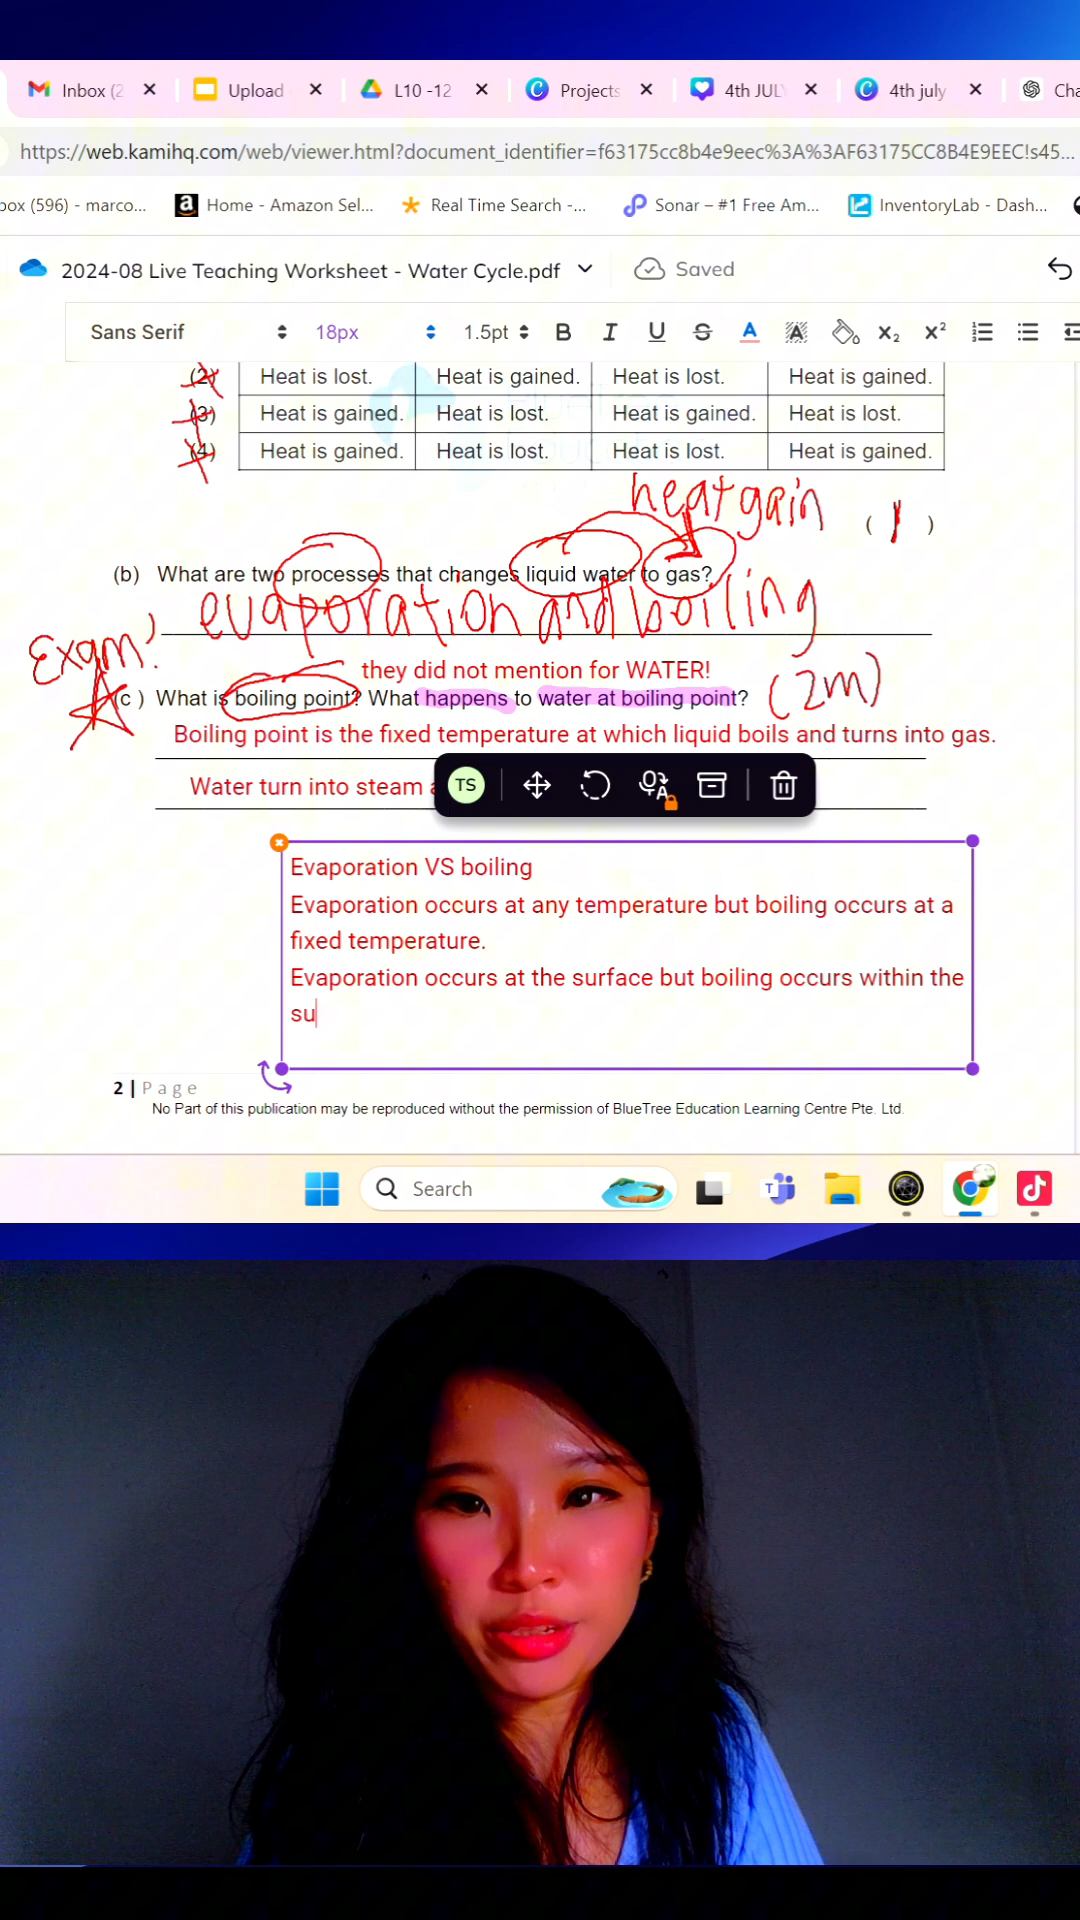 Inbox (2
Upload
L10 -12
Projects
4th JUL
4th july
Cha
https://web.kamihq.com/web/viewer.html?document_identifier=f63175cc8b4e9eec%3A%3AF63175CC8B4E9EEC!s45...
box (596) - marco...
Home - Amazon Sel...
Real Time Search -...
Sonar – #1 Free Am...
InventoryLab - Dash...
2024-08 Live Teaching Worksheet - Water Cycle.pdf
Saved
Sans Serif 18px 1.5pt B I U S A A x₂ x²
(2) Heat is lost. Heat is gained. Heat is lost. Heat is gained.
(3) Heat is gained. Heat is lost. Heat is gained. Heat is lost.
(4) Heat is gained. Heat is lost. Heat is lost. Heat is gained.
heat gain
( 1 )
(b) What are two processes that changes liquid water to gas?
evaporation and boiling
Exam!
they did not mention for WATER!
(c ) What is boiling point? What happens to water at boiling point? (2m)
Boiling point is the fixed temperature at which liquid boils and turns into gas.
Water turn into steam
TS
Evaporation VS boiling
Evaporation occurs at any temperature but boiling occurs at a
fixed temperature.
Evaporation occurs at the surface but boiling occurs within the
su
2 | Page
No Part of this publication may be reproduced without the permission of BlueTree Education Learning Centre Pte. Ltd.
Search